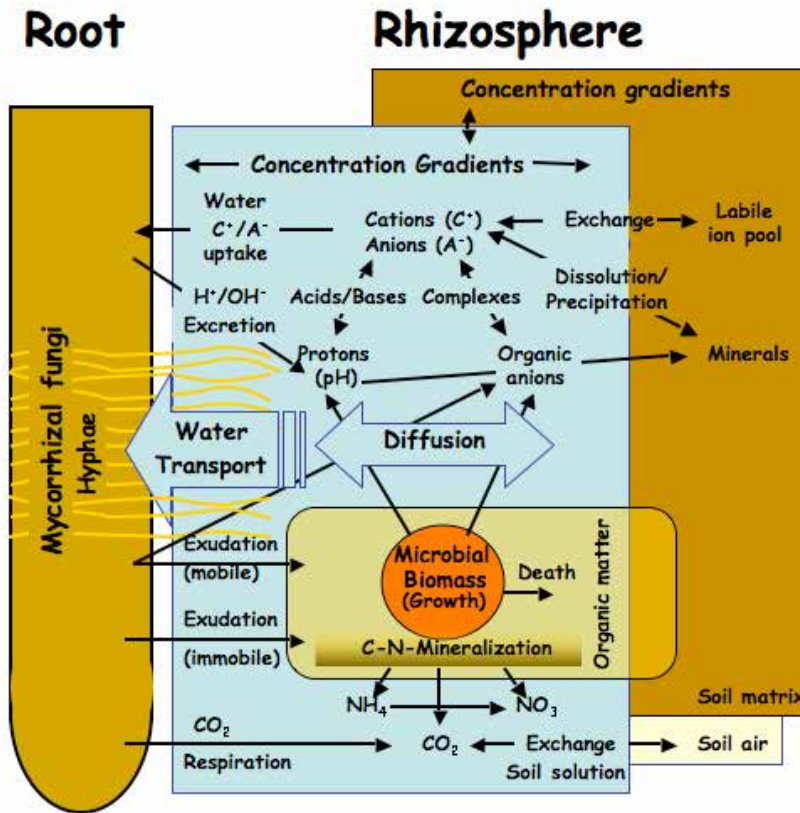 Root
Rhizosphere
Concentration gradients
Concentration Gradients
Water
C⁺/A⁻
uptake
Cations (C⁺)
Anions (A⁻)
Exchange
Labile
ion pool
Dissolution/
Precipitation
H⁺/OH⁻
Excretion
Acids/Bases
Complexes
Protons
(pH)
Organic
anions
Minerals
Mycorrhizal fungi
Hyphae
Water
Transport
Diffusion
Exudation
(mobile)
Microbial
Biomass
(Growth)
Death
Organic matter
Exudation
(immobile)
C-N-Mineralization
NH₄
NO₃
Soil matrix
CO₂
Respiration
CO₂
Exchange
Soil solution
Soil air